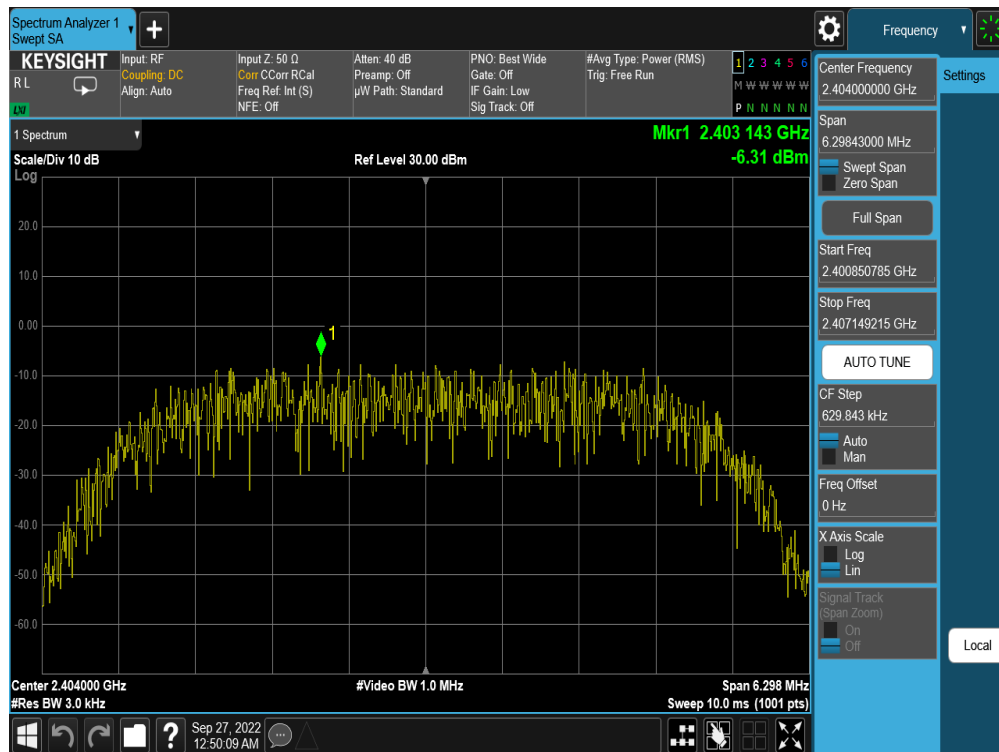 Spectrum Analyzer 1
Swept SA
Frequency
KEYSIGHT
R L
LXI
Input: RF
Coupling: DC
Align: Auto
Input Z: 50 Ω
Corr CCorr RCal
Freq Ref: Int (S)
NFE: Off
Atten: 40 dB
Preamp: Off
µW Path: Standard
PNO: Best Wide
Gate: Off
IF Gain: Low
Sig Track: Off
#Avg Type: Power (RMS)
Trig: Free Run
1 2 3 4 5 6
M W W W W W
P N N N N N
1 Spectrum
Scale/Div 10 dB
Log
Ref Level 30.00 dBm
Mkr1 2.403 143 GHz
-6.31 dBm
20.0
10.0
0.00
-10.0
-20.0
-30.0
-40.0
-50.0
-60.0
1
Center 2.404000 GHz
#Res BW 3.0 kHz
#Video BW 1.0 MHz
Span 6.298 MHz
Sweep 10.0 ms (1001 pts)
Center Frequency
2.404000000 GHz
Span
6.29843000 MHz
Swept Span
Zero Span
Full Span
Start Freq
2.400850785 GHz
Stop Freq
2.407149215 GHz
AUTO TUNE
CF Step
629.843 kHz
Auto
Man
Freq Offset
0 Hz
X Axis Scale
Log
Lin
Signal Track
(Span Zoom)
On
Off
Settings
Local
?
Sep 27, 2022
12:50:09 AM